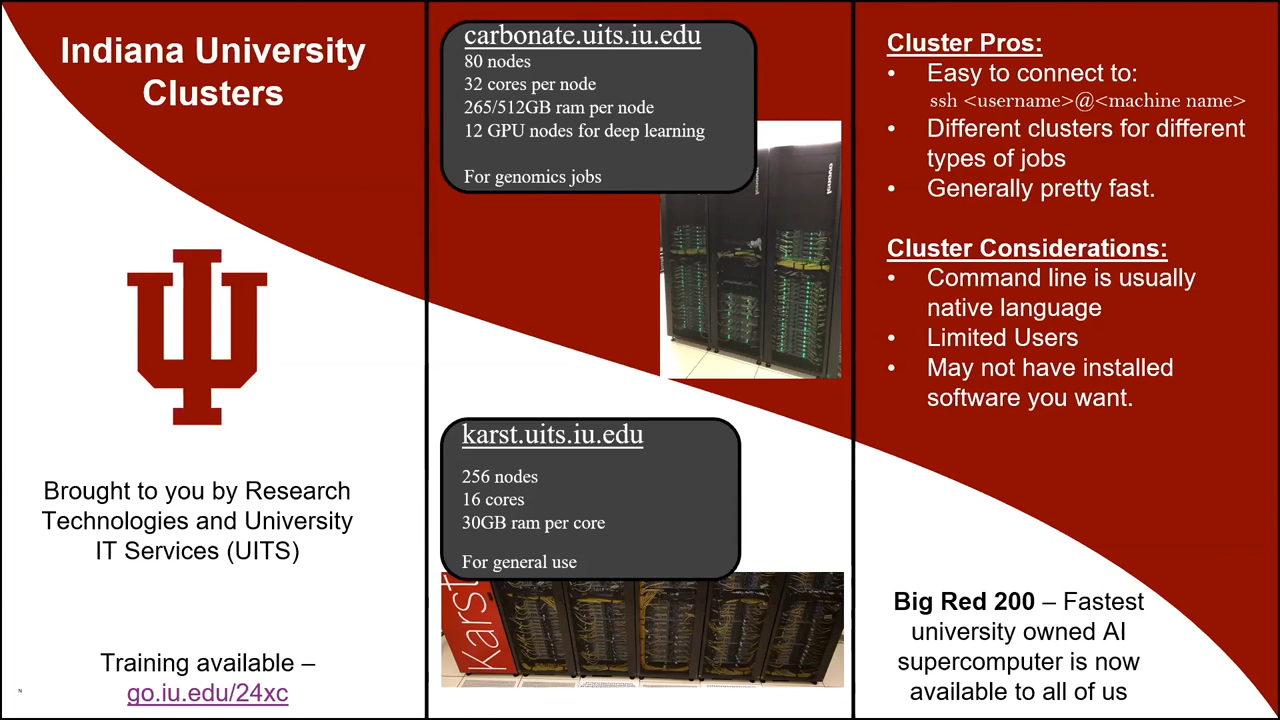 Indiana University
Clusters
Brought to you by Research
Technologies and University
IT Services (UITS)
Training available –
go.iu.edu/24xc
N
carbonate.uits.iu.edu
80 nodes
32 cores per node
265/512GB ram per node
12 GPU nodes for deep learning
For genomics jobs
karst.uits.iu.edu
256 nodes
16 cores
30GB ram per core
For general use
Karst
Cluster Pros:
• Easy to connect to:
ssh <username>@<machine name>
• Different clusters for different
types of jobs
• Generally pretty fast.
Cluster Considerations:
• Command line is usually
native language
• Limited Users
• May not have installed
software you want.
Big Red 200 – Fastest
university owned AI
supercomputer is now
available to all of us